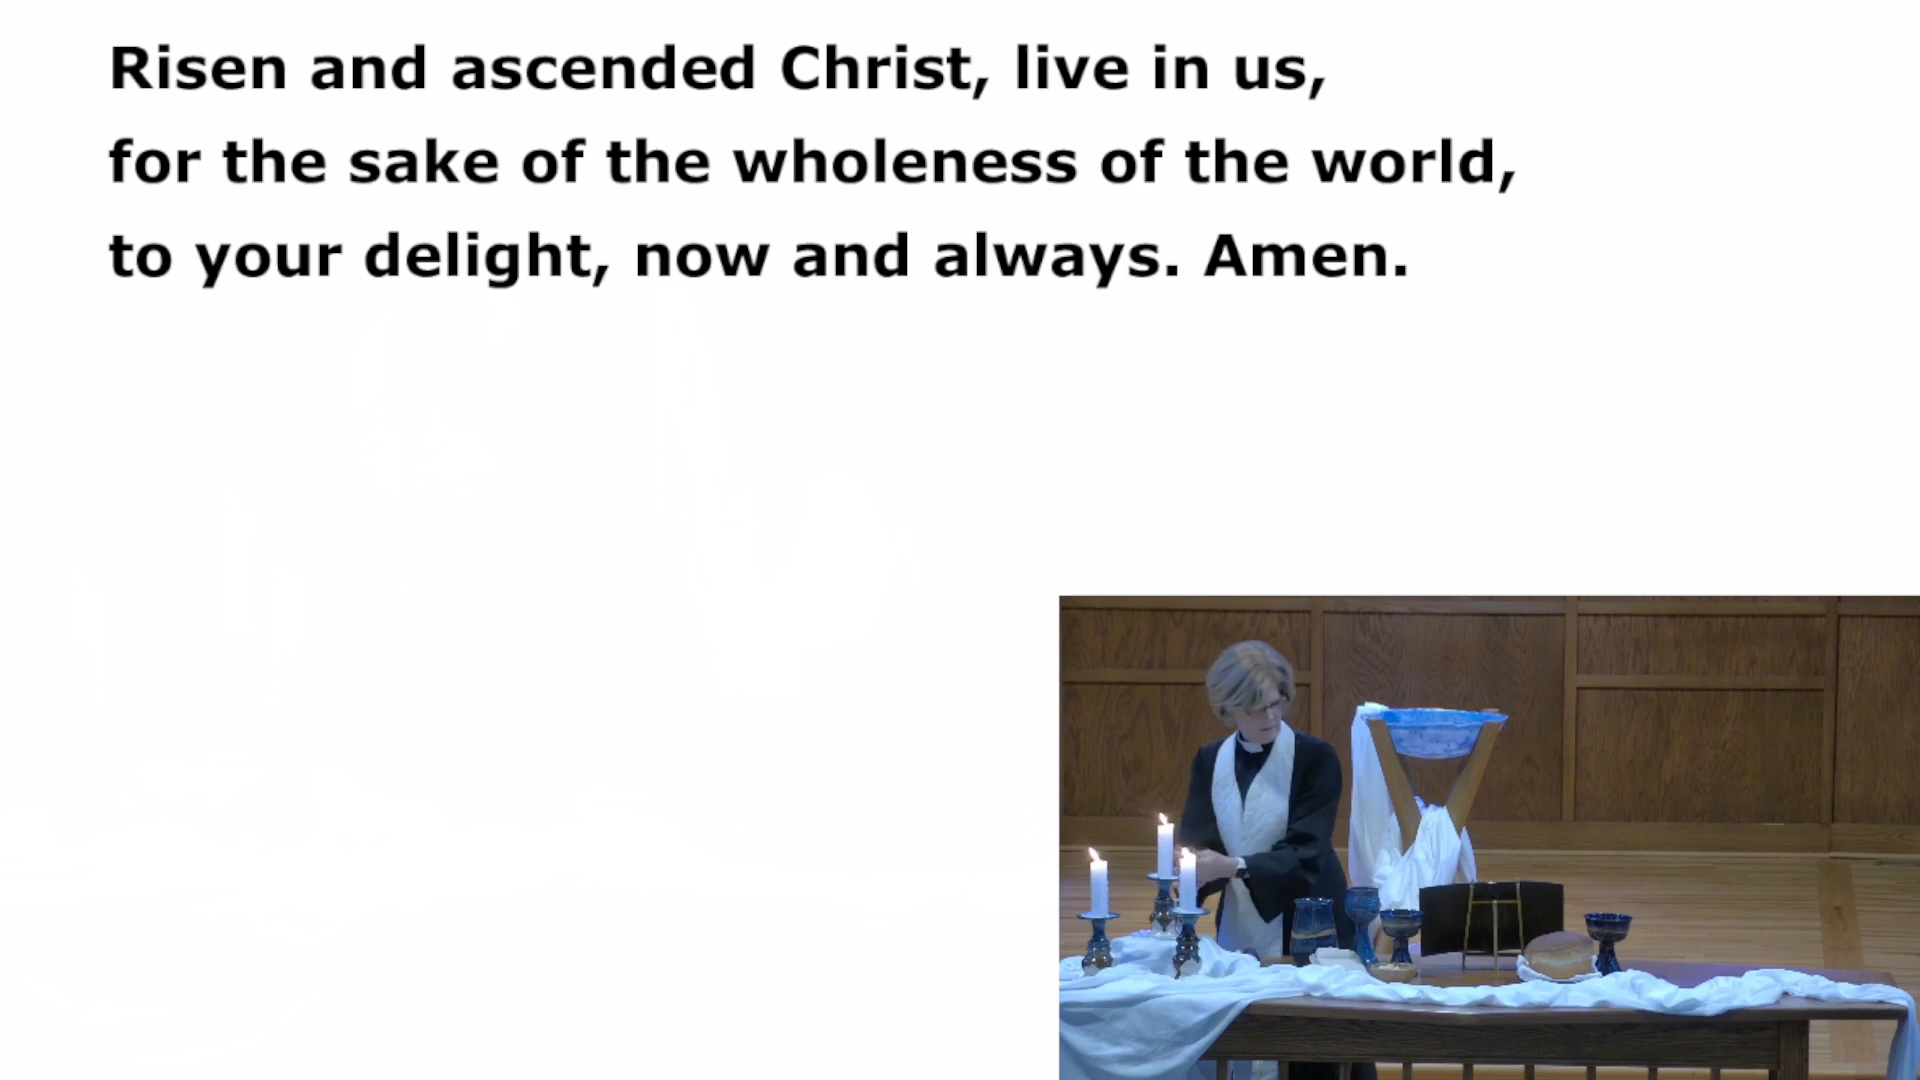 Risen and ascended Christ, live in us,
for the sake of the wholeness of the world,
to your delight, now and always. Amen.